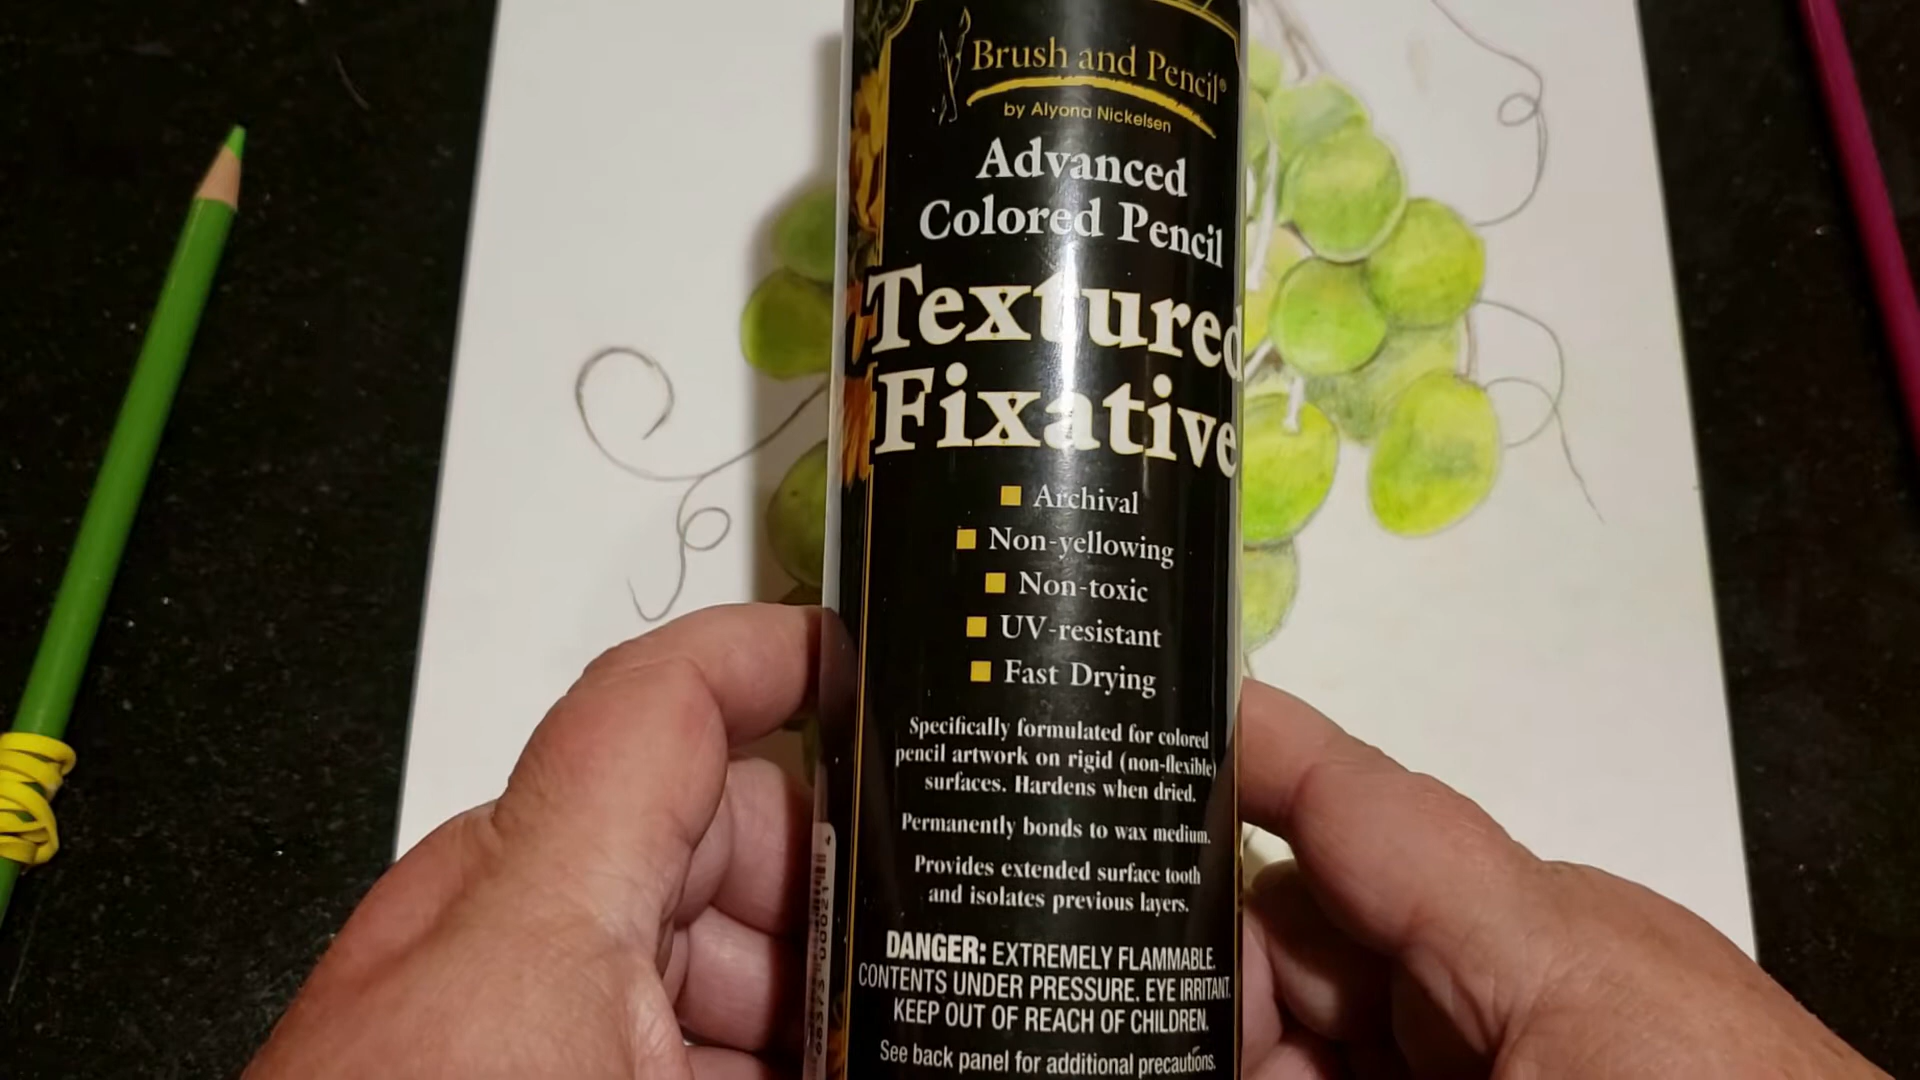 Brush and Pencil®
by Alyona Nickelsen
Advanced
Colored Pencil
Textured
Fixative
Archival
Non-yellowing
Non-toxic
UV-resistant
Fast Drying
Specifically formulated for colored
pencil artwork on rigid (non-flexible)
surfaces. Hardens when dried.
Permanently bonds to wax medium.
Provides extended surface tooth
and isolates previous layers.
DANGER: EXTREMELY FLAMMABLE.
CONTENTS UNDER PRESSURE. EYE IRRITANT.
KEEP OUT OF REACH OF CHILDREN.
See back panel for additional precautions.